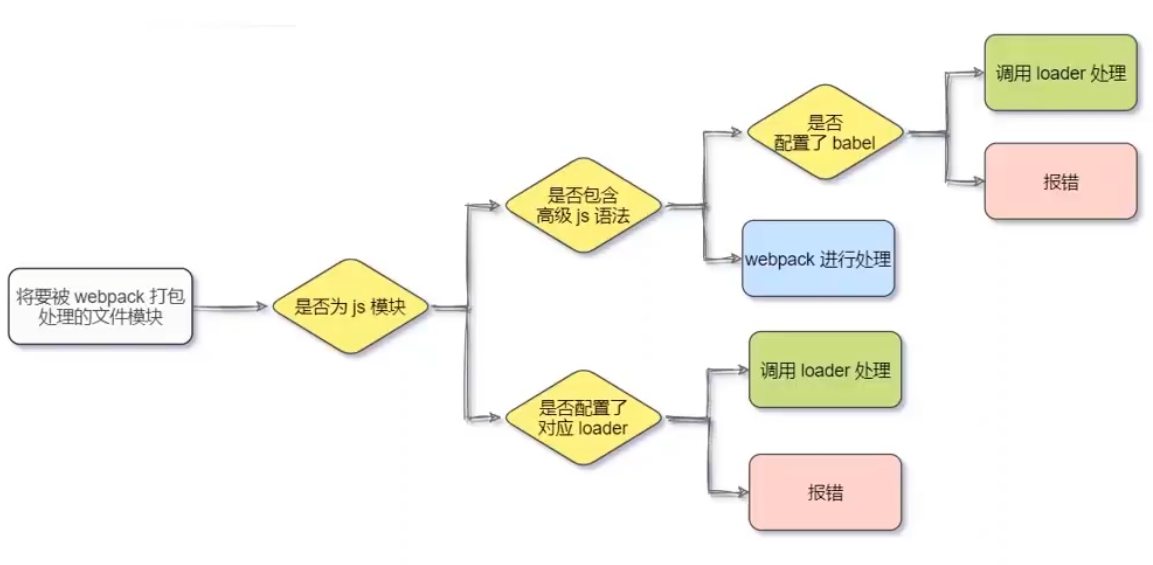 将要被 webpack 打包
处理的文件模块
是否为 js 模块
是否包含
高级 js 语法
是否
配置了 babel
调用 loader 处理
报错
webpack 进行处理
是否配置了
对应 loader
调用 loader 处理
报错